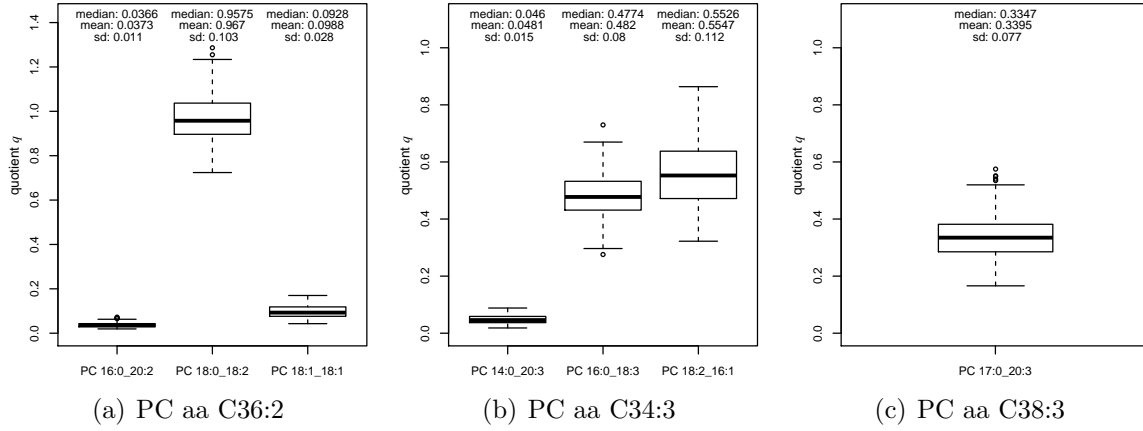 median: 0.0366
mean: 0.0373
sd: 0.011
median: 0.9575
mean: 0.967
sd: 0.103
median: 0.0928
mean: 0.0988
sd: 0.028
quotient q
1.4
1.2
1.0
0.8
0.6
0.4
0.2
0.0
PC 16:0_20:2
PC 18:0_18:2
PC 18:1_18:1
(a) PC aa C36:2
median: 0.046
mean: 0.0481
sd: 0.015
median: 0.4774
mean: 0.482
sd: 0.08
median: 0.5526
mean: 0.5547
sd: 0.112
quotient q
1.0
0.8
0.6
0.4
0.2
0.0
PC 14:0_20:3
PC 16:0_18:3
PC 18:2_16:1
(b) PC aa C34:3
median: 0.3347
mean: 0.3395
sd: 0.077
quotient q
1.0
0.8
0.6
0.4
0.2
0.0
PC 17:0_20:3
(c) PC aa C38:3